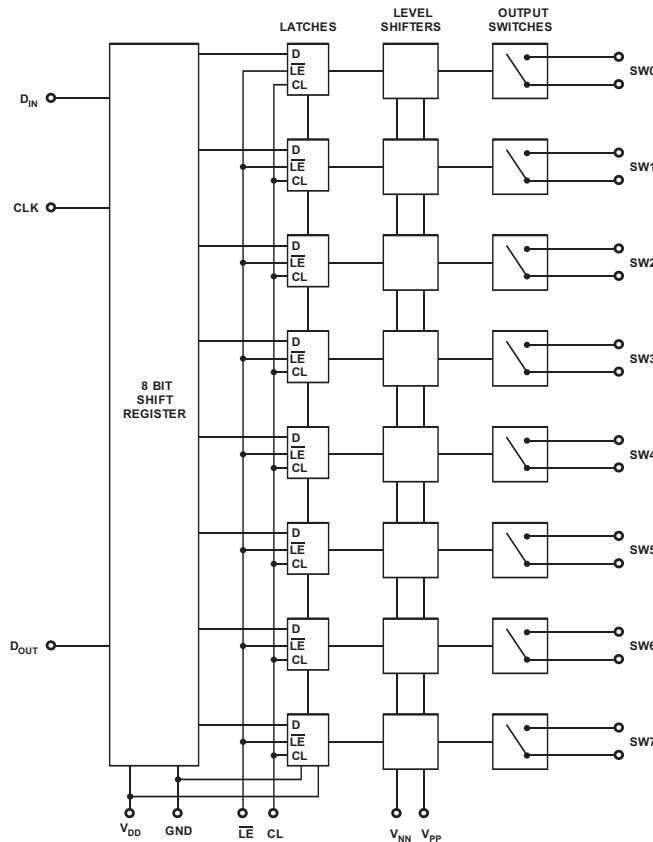 LATCHES
LEVEL
SHIFTERS
OUTPUT
SWITCHES
D
LE
CL
SW0
DIN
D
LE
CL
SW1
CLK
D
LE
CL
SW2
D
LE
CL
SW3
8 BIT
SHIFT
REGISTER
D
LE
CL
SW4
D
LE
CL
SW5
D
LE
CL
SW6
DOUT
D
LE
CL
SW7
VDD
GND
LE
CL
VNN
VPP